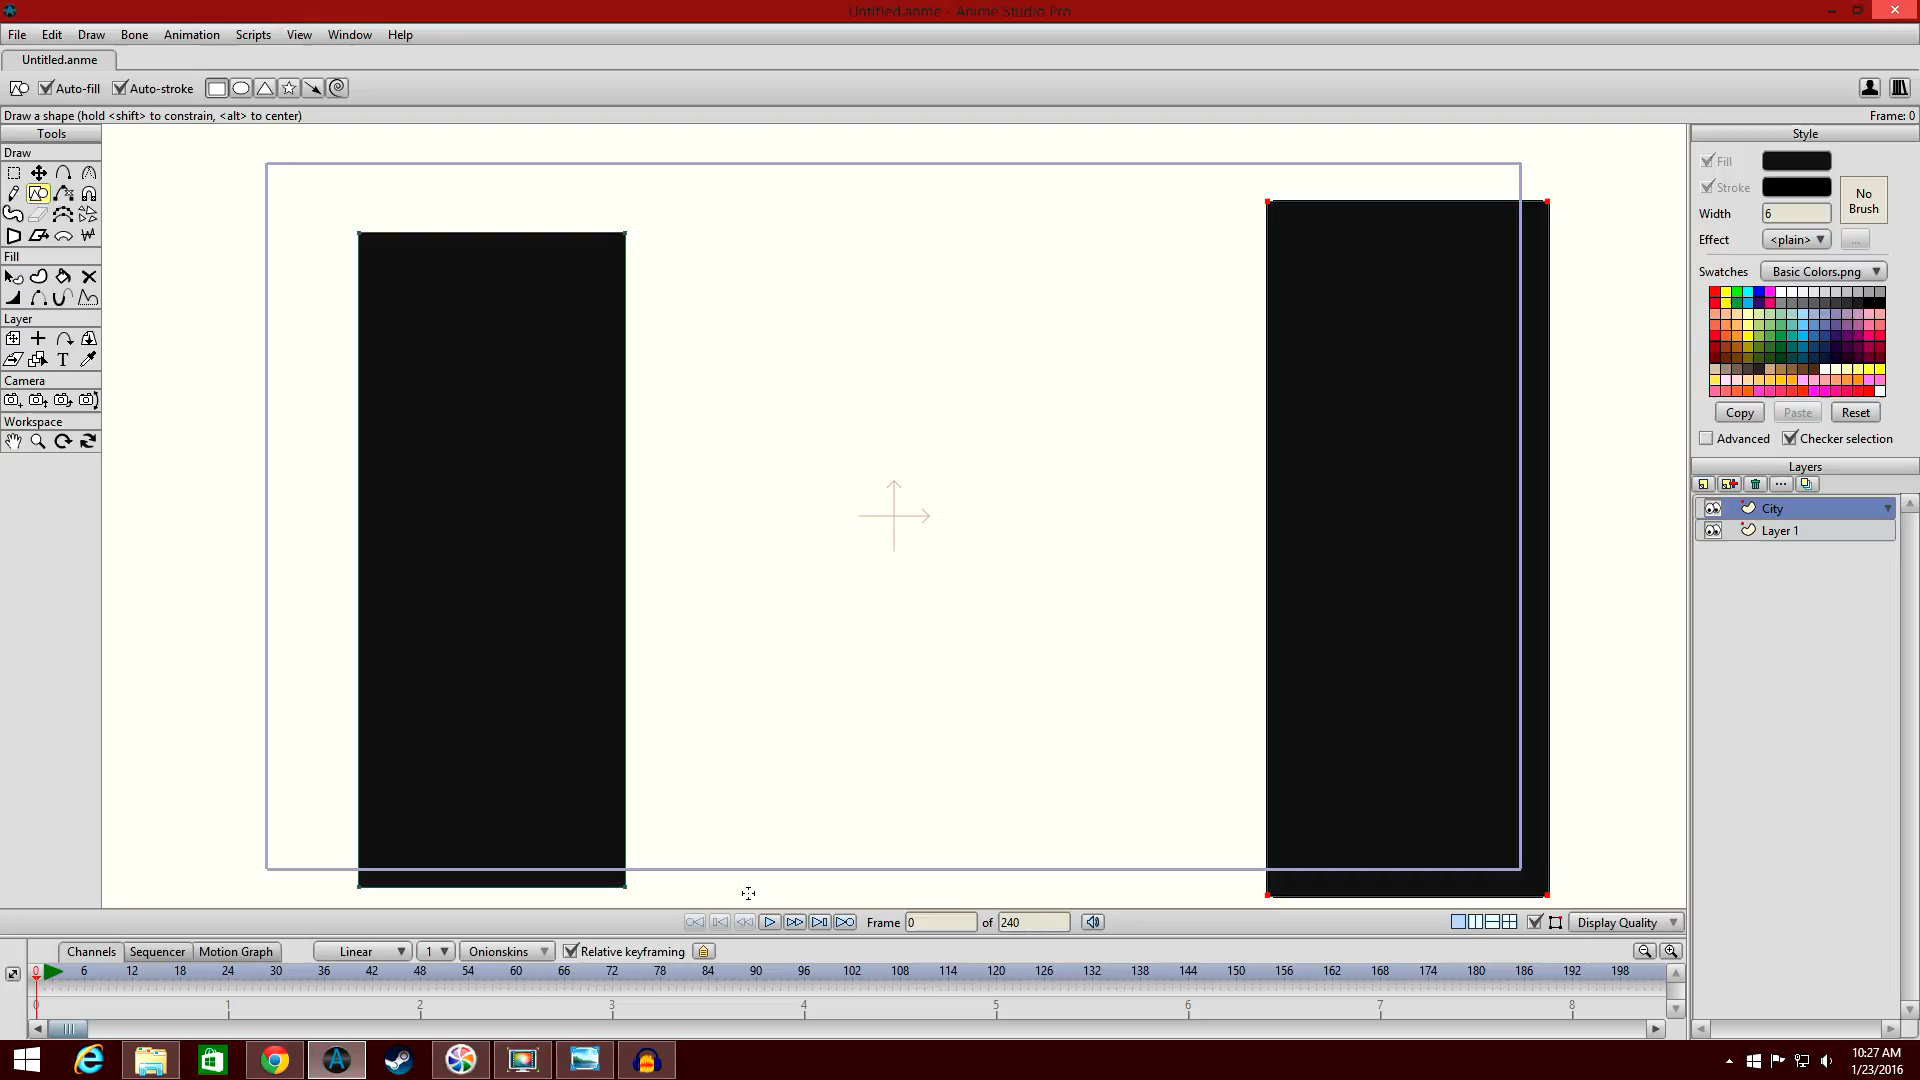 Untitled.anme - Anime Studio Pro
File Edit Draw Bone Animation Scripts View Window Help
Untitled.anme
Auto-fill Auto-stroke
Draw a shape (hold <shift> to constrain, <alt> to center) Frame: 0
Tools
Draw
Fill
Layer
T
Camera
Workspace
Style
Fill
Stroke
No
Brush
Width 6
Effect <plain> ...
Swatches Basic Colors.png
Copy Paste Reset
Advanced Checker selection
Layers
City
Layer 1
Frame 0 of 240 Display Quality
Channels Sequencer Motion Graph Linear 1 Onionskins Relative keyframing
0 6 12 18 24 30 36 42 48 54 60 66 72 78 84 90 96 102 108 114 120 126 132 138 144 150 156 162 168 174 180 186 192 198
0 1 2 3 4 5 6 7 8
10:27 AM
1/23/2016